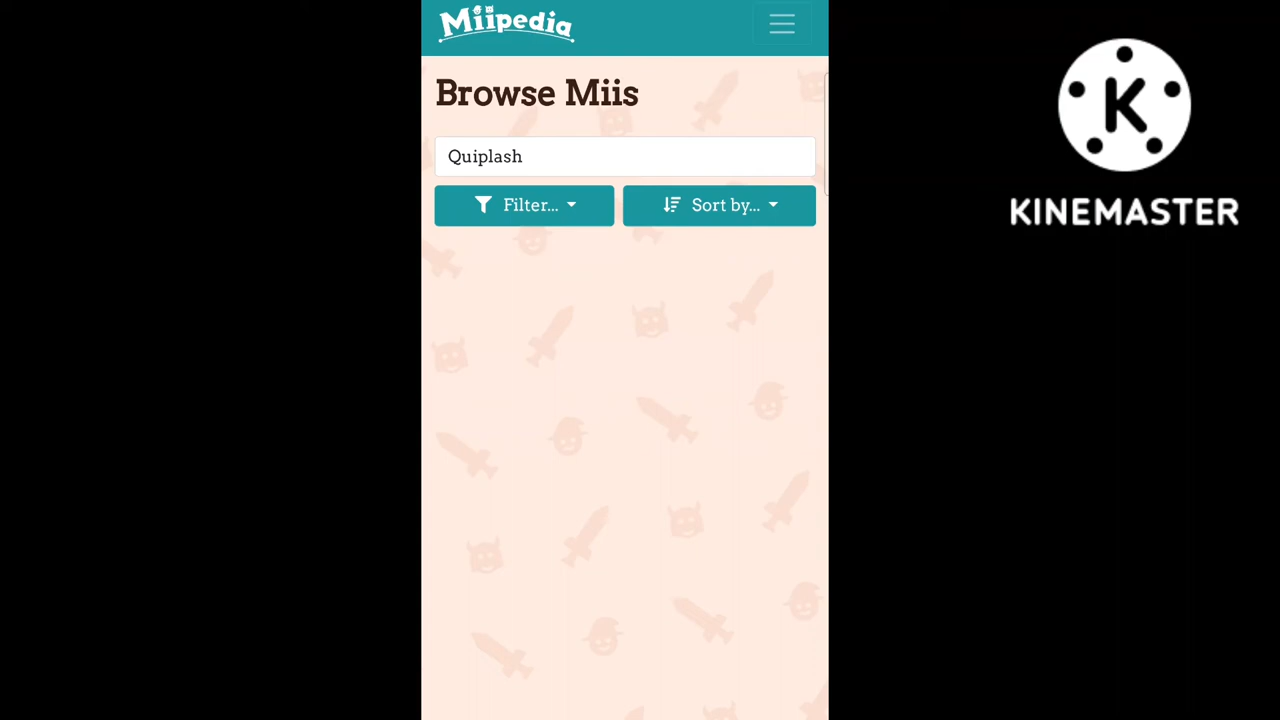 Miipedia
Browse Miis
Quiplash
Filter...
Sort by...
K
KINEMASTER